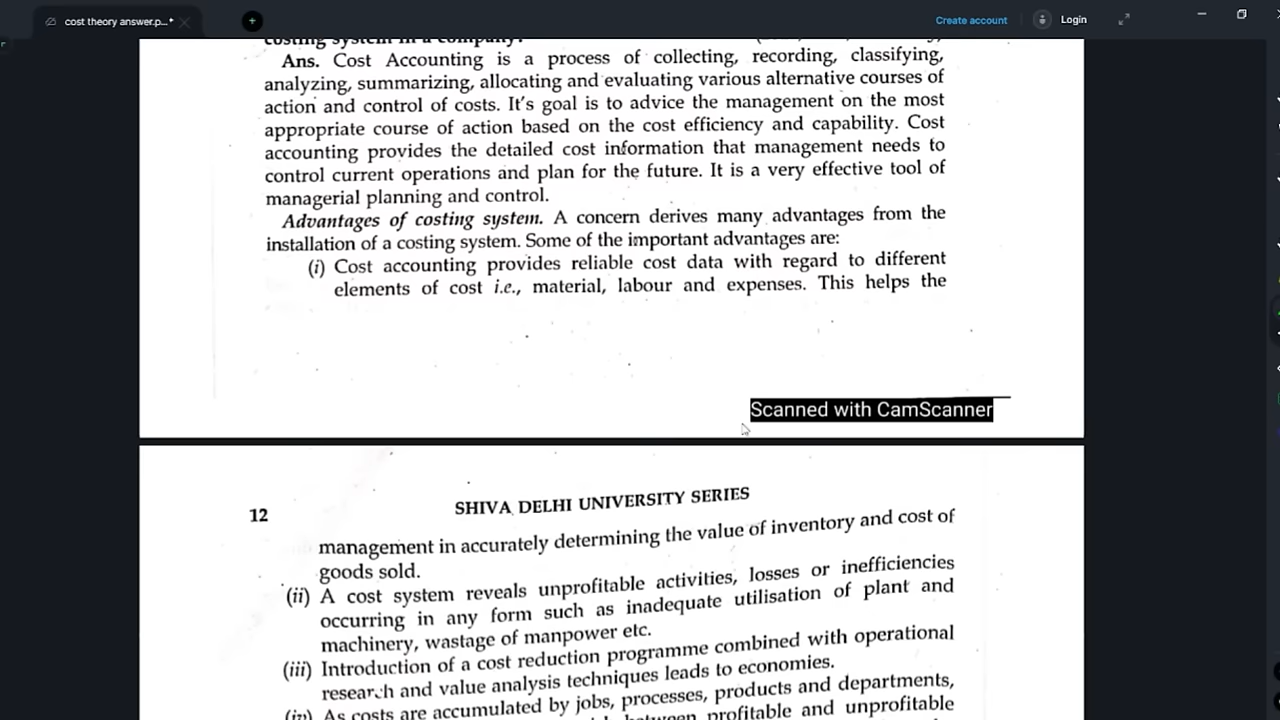 cost theory answer.p...*
Create account
Login
costing system in a company?
Ans. Cost Accounting is a process of collecting, recording, classifying,
analyzing, summarizing, allocating and evaluating various alternative courses of
action and control of costs. It's goal is to advice the management on the most
appropriate course of action based on the cost efficiency and capability. Cost
accounting provides the detailed cost information that management needs to
control current operations and plan for the future. It is a very effective tool of
managerial planning and control.
Advantages of costing system. A concern derives many advantages from the
installation of a costing system. Some of the important advantages are:
(i) Cost accounting provides reliable cost data with regard to different
elements of cost i.e., material, labour and expenses. This helps the
Scanned with CamScanner
12
SHIVA DELHI UNIVERSITY SERIES
management in accurately determining the value of inventory and cost of
goods sold.
(ii) A cost system reveals unprofitable activities, losses or inefficiencies
occurring in any form such as inadequate utilisation of plant and
machinery, wastage of manpower etc.
(iii) Introduction of a cost reduction programme combined with operational
research and value analysis techniques leads to economies.
(iv) As costs are accumulated by jobs, processes, products and departments,
between profitable and unprofitable